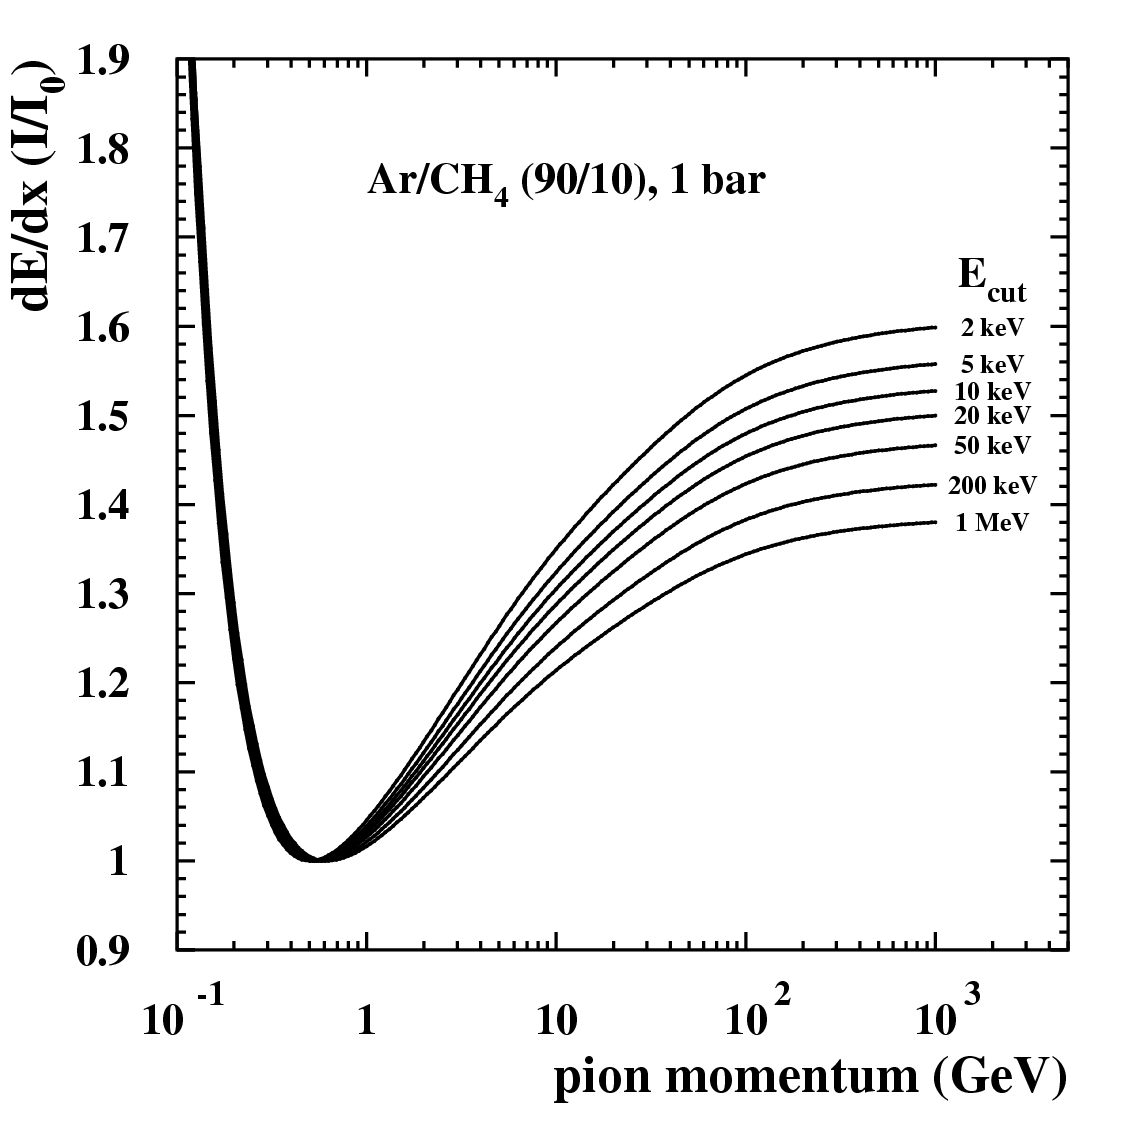 dE/dx (I/I0)
1.9
1.8
1.7
1.6
1.5
1.4
1.3
1.2
1.1
1
0.9
Ar/CH4 (90/10), 1 bar
Ecut
2 keV
5 keV
10 keV
20 keV
50 keV
200 keV
1 MeV
10 -1 1 10 10 2 10 3
pion momentum (GeV)